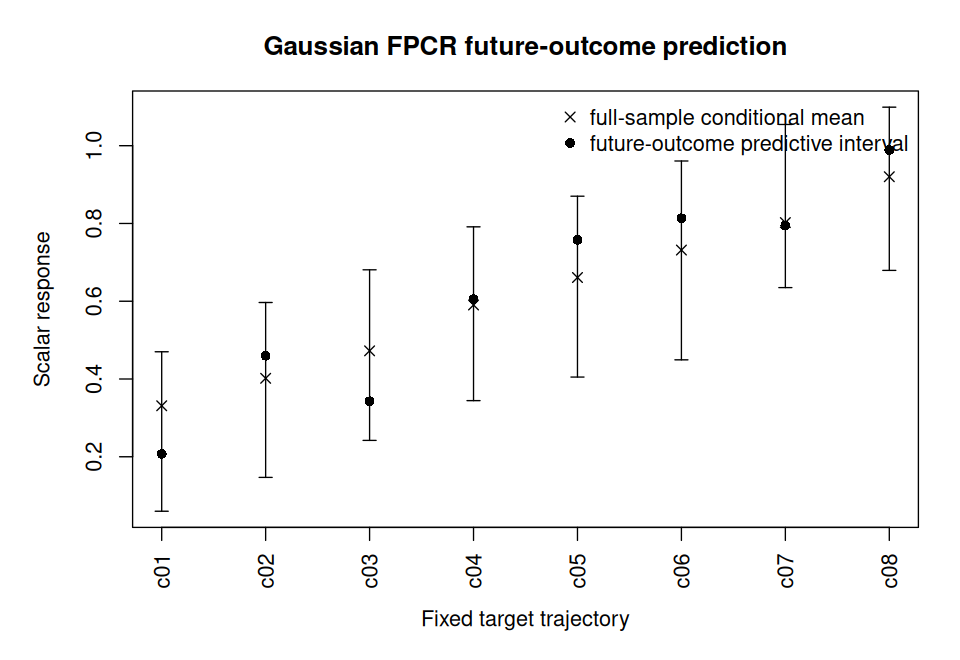 Gaussian FPCR future-outcome prediction
full-sample conditional mean
future-outcome predictive interval
Scalar response
1.0
0.8
0.6
0.4
0.2
c01 c02 c03 c04 c05 c06 c07 c08
Fixed target trajectory